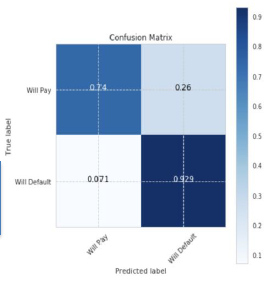 Confusion Matrix
0.9
0.8
0.7
0.6
0.5
0.4
0.3
0.2
0.1
True label
Will Pay
0.74
0.26
Will Default
0.071
0.929
Will Pay
Will Default
Predicted label